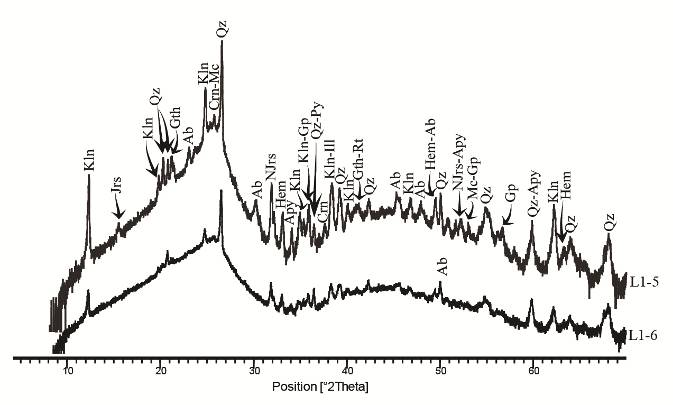 Qz
Kln
Crn-Mc
Qz
Kln
Gth
Ab
Kln
Jrs
Ab
NJrs
Hem
Apy
Kln
Kln-Gp
Qz-Py
Crn
Kln-Ill
Qz
Kln
Gth-Rt
Qz
Ab
Kln
Ab
Hem-Ab
Qz
NJrs-Apy
Mc-Gp
Qz
Gp
Qz-Apy
Kln
Hem
Qz
Qz
L1-5
Ab
L1-6
10 20 30 40 50 60
Position [°2Theta]